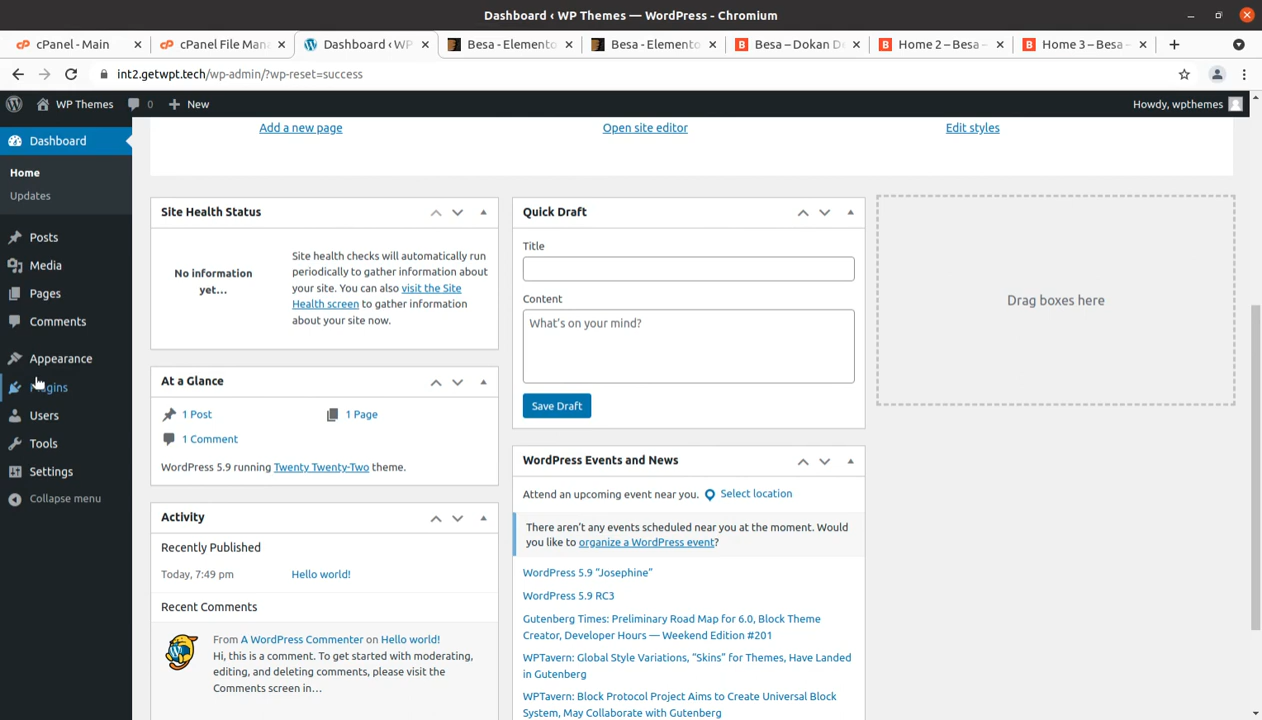 Dashboard ‹ WP Themes — WordPress - Chromium
cPanel - Main
cPanel File Man
Dashboard ‹ WP
Besa - Elemento
Besa - Elemento
Besa – Dokan D
Home 2 – Besa –
Home 3 – Besa –
int2.getwpt.tech/wp-admin/?wp-reset=success
WP Themes
0
New
Howdy, wpthemes
Dashboard
Home
Updates
Posts
Media
Pages
Comments
Appearance
Plugins
Users
Tools
Settings
Collapse menu
Add a new page
Open site editor
Edit styles
Site Health Status
No information
yet…
Site health checks will automatically run
periodically to gather information about
your site. You can also visit the Site
Health screen to gather information
about your site now.
At a Glance
1 Post
1 Page
1 Comment
WordPress 5.9 running Twenty Twenty-Two theme.
Activity
Recently Published
Today, 7:49 pm
Hello world!
Recent Comments
From A WordPress Commenter on Hello world!
Hi, this is a comment. To get started with moderating,
editing, and deleting comments, please visit the
Comments screen in…
Quick Draft
Title
Content
What's on your mind?
Save Draft
WordPress Events and News
Attend an upcoming event near you.
Select location
There aren't any events scheduled near you at the moment. Would
you like to organize a WordPress event?
WordPress 5.9 “Josephine”
WordPress 5.9 RC3
Gutenberg Times: Preliminary Road Map for 6.0, Block Theme
Creator, Developer Hours — Weekend Edition #201
WPTavern: Global Style Variations, “Skins” for Themes, Have Landed
in Gutenberg
WPTavern: Block Protocol Project Aims to Create Universal Block
System, May Collaborate with Gutenberg
Drag boxes here